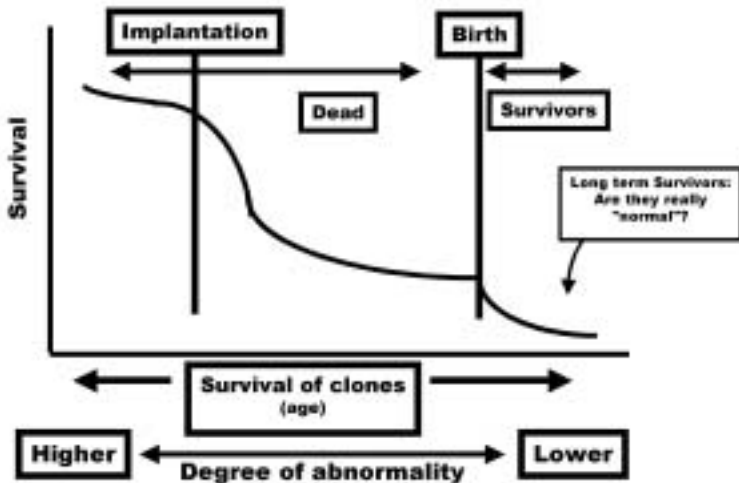 Implantation
Birth
Dead
Survivors
Survival
Long term Survivors:
Are they really
"normal"?
Survival of clones
(age)
Higher
Degree of abnormality
Lower